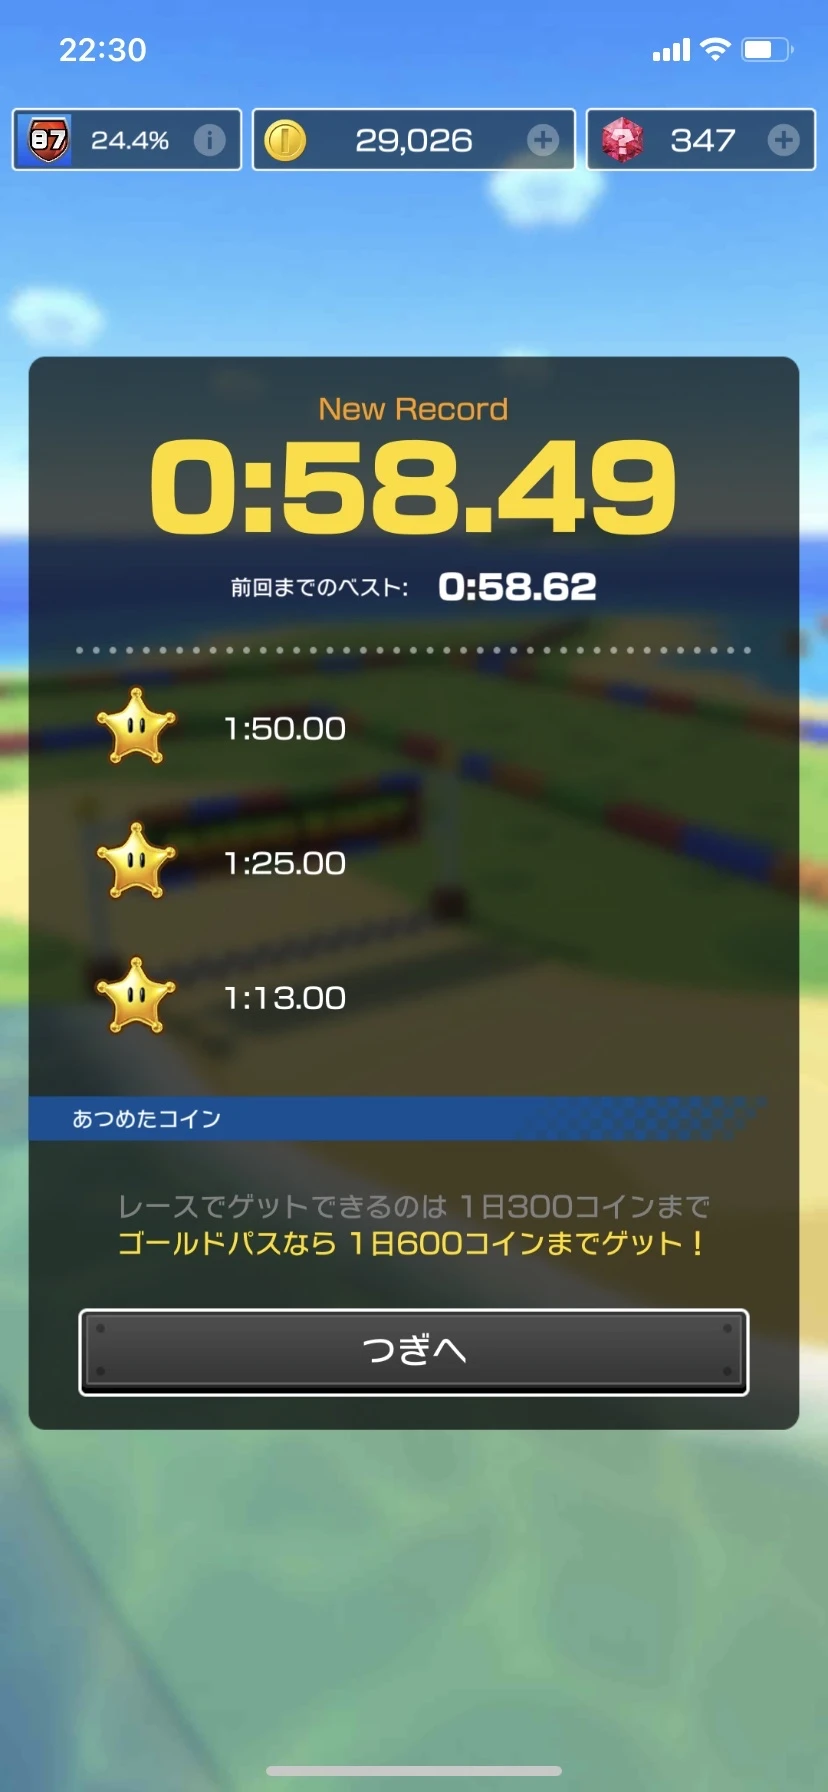 22:30
87 24.4% 29,026 347
New Record
0:58.49
前回までのベスト: 0:58.62
1:50.00
1:25.00
1:13.00
あつめたコイン
レースでゲットできるのは 1日300コインまで
ゴールドパスなら 1日600コインまでゲット！
つぎへ